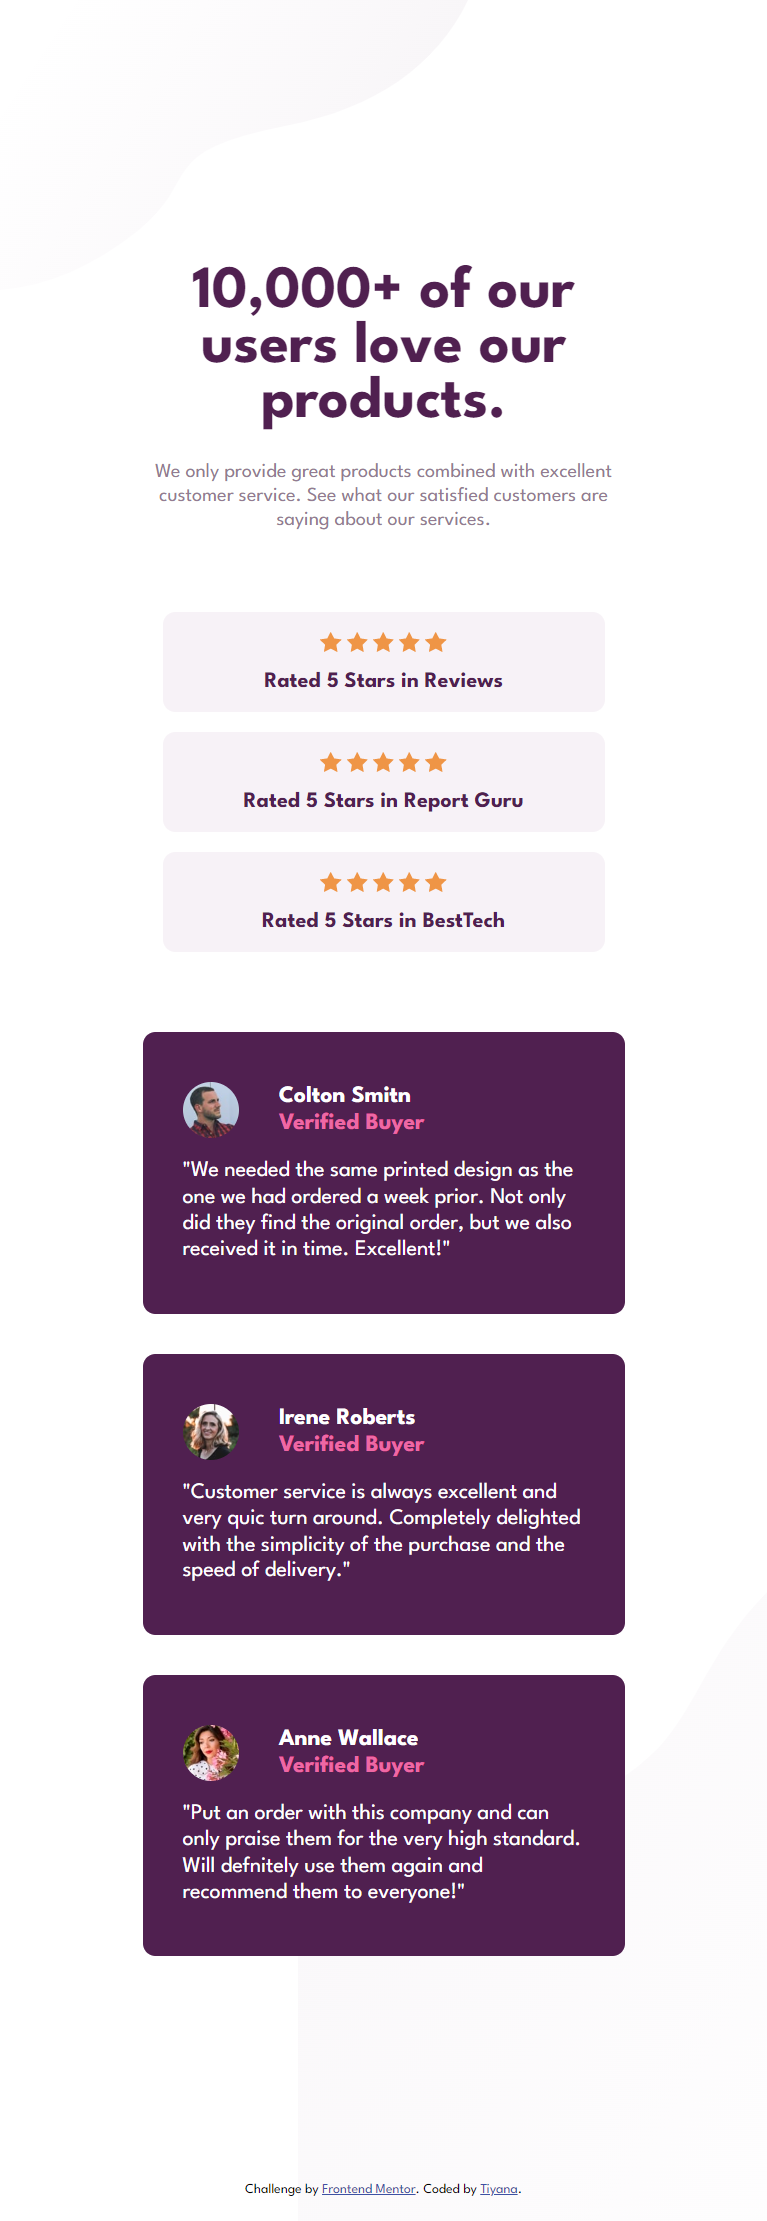 10,000+ of our
users love our
products.
We only provide great products combined with excellent
customer service. See what our satisfied customers are
saying about our services.
Rated 5 Stars in Reviews
Rated 5 Stars in Report Guru
Rated 5 Stars in BestTech
Colton Smitn
Verified Buyer
"We needed the same printed design as the
one we had ordered a week prior. Not only
did they find the original order, but we also
received it in time. Excellent!"
Irene Roberts
Verified Buyer
"Customer service is always excellent and
very quic turn around. Completely delighted
with the simplicity of the purchase and the
speed of delivery."
Anne Wallace
Verified Buyer
"Put an order with this company and can
only praise them for the very high standard.
Will defnitely use them again and
recommend them to everyone!"
Challenge by Frontend Mentor. Coded by Tiyana.